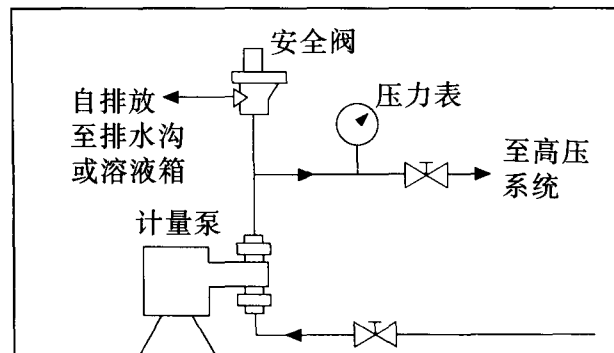 安全阀
自排放
至排水沟
或溶液箱
压力表
至高压
系统
计量泵